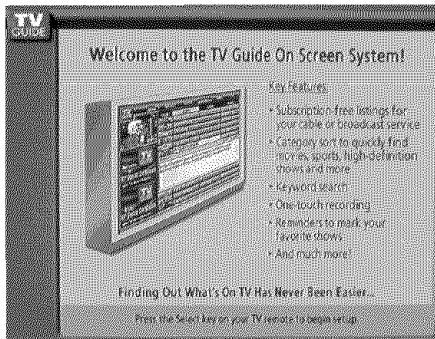 TV
GUIDE
Welcome to the TV Guide On Screen System!
Key Features:
• Subscription-free listings for
your cable or broadcast service
• Category sort to quickly find
movies, sports, high-definition
shows and more
• Keyword search
• One-touch recording
• Reminders to mark your
favorite shows
• And much more!
Finding Out What's On TV Has Never Been Easier...
Press the Select key on your TV remote to begin setup.